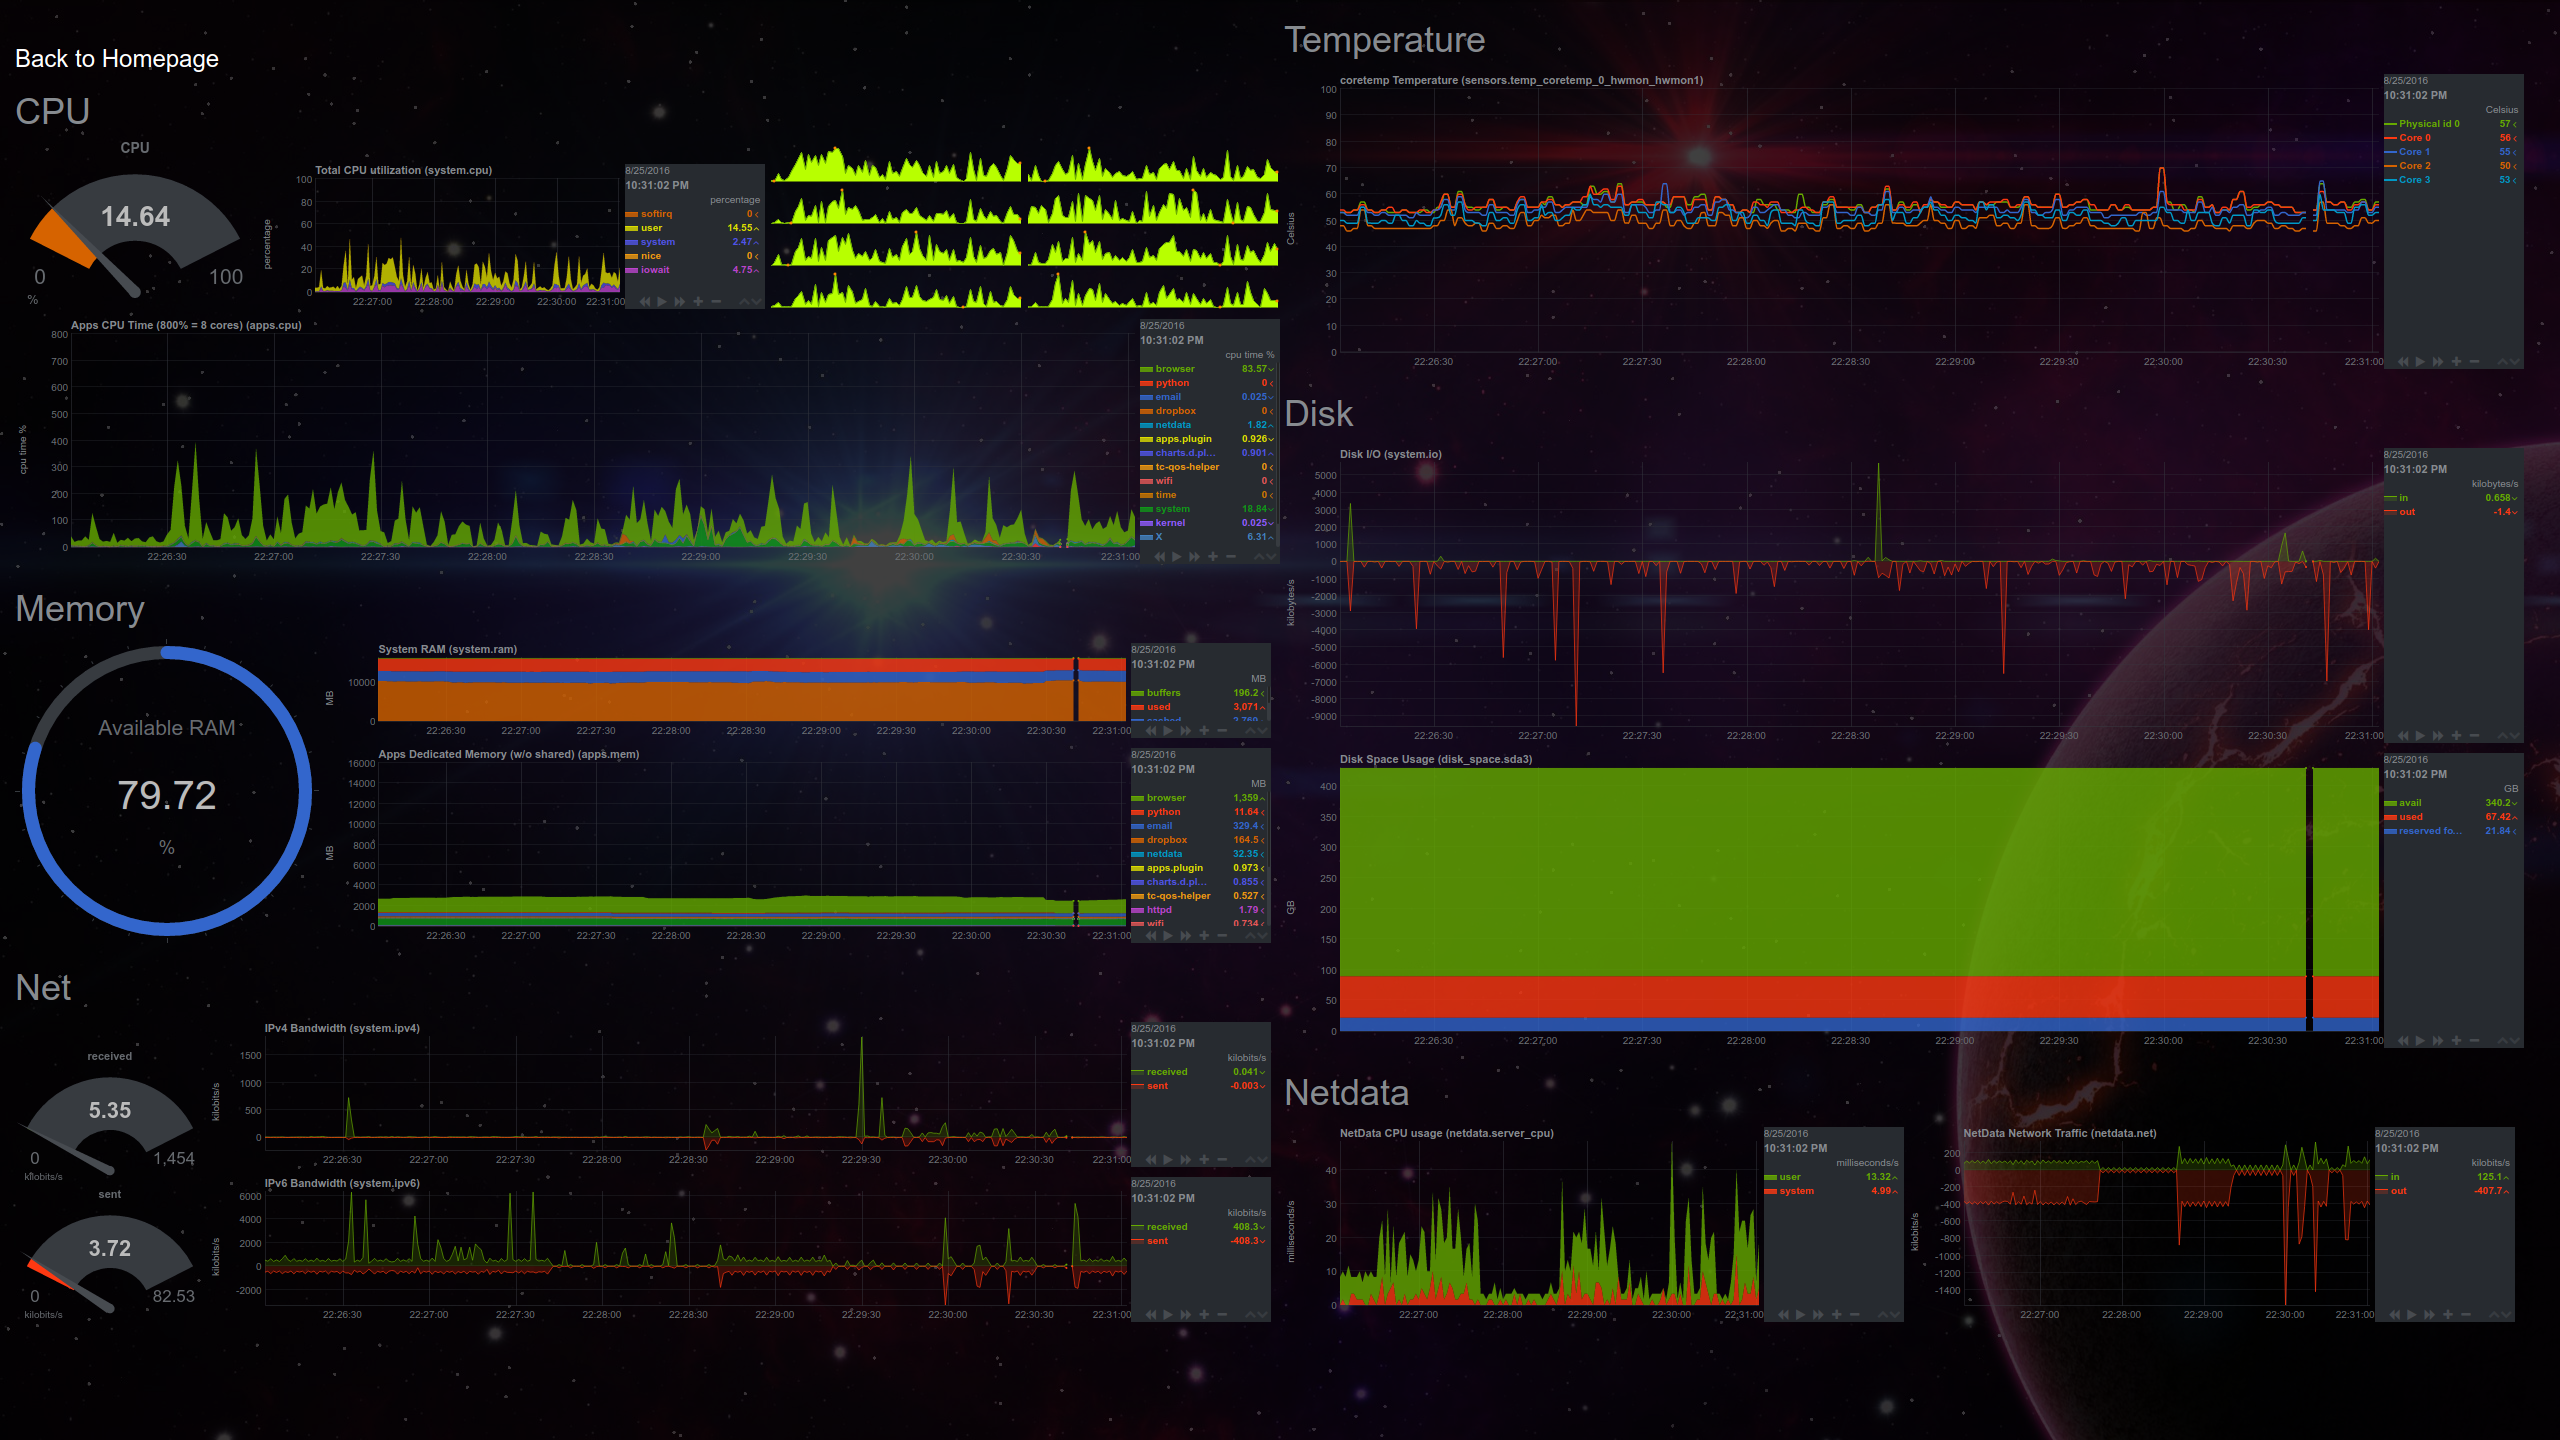 Back to Homepage
CPU
CPU
14.64
0
100
%
Total CPU utilization (system.cpu)
percentage
100
80
60
40
20
0
22:27:00 22:28:00 22:29:00 22:30:00 22:31:00
8/25/2016
10:31:02 PM
percentage
softirq 0
user 14.55
system 2.47
nice 0
iowait 4.75
Apps CPU Time (800% = 8 cores) (apps.cpu)
cpu time %
800
700
600
500
400
300
200
100
0
22:26:30 22:27:00 22:27:30 22:28:00 22:28:30 22:29:00 22:29:30 22:30:00 22:30:30 22:31:00
8/25/2016
10:31:02 PM
cpu time %
browser 83.57
python 0
email 0.025
dropbox 0
netdata 1.82
apps.plugin 0.926
charts.d.pl... 0.901
tc-qos-helper 0
wifi 0
time 0
system 18.84
kernel 0.025
X 6.31
Memory
Available RAM
79.72
%
System RAM (system.ram)
MB
10000
0
22:26:30 22:27:00 22:27:30 22:28:00 22:28:30 22:29:00 22:29:30 22:30:00 22:30:30 22:31:00
8/25/2016
10:31:02 PM
MB
buffers 196.2
used 3,071
Apps Dedicated Memory (w/o shared) (apps.mem)
MB
16000
14000
12000
10000
8000
6000
4000
2000
0
22:26:30 22:27:00 22:27:30 22:28:00 22:28:30 22:29:00 22:29:30 22:30:00 22:30:30 22:31:00
8/25/2016
10:31:02 PM
MB
browser 1,359
python 11.64
email 329.4
dropbox 164.5
netdata 32.35
apps.plugin 0.973
charts.d.pl... 0.855
tc-qos-helper 0.527
httpd 1.79
wifi 0.734
Net
received
5.35
0
1,454
kilobits/s
sent
3.72
0
82.53
kilobits/s
IPv4 Bandwidth (system.ipv4)
kilobits/s
1500
1000
500
0
22:26:30 22:27:00 22:27:30 22:28:00 22:28:30 22:29:00 22:29:30 22:30:00 22:30:30 22:31:00
8/25/2016
10:31:02 PM
kilobits/s
received 0.041
sent -0.003
IPv6 Bandwidth (system.ipv6)
kilobits/s
6000
4000
2000
0
-2000
22:26:30 22:27:00 22:27:30 22:28:00 22:28:30 22:29:00 22:29:30 22:30:00 22:30:30 22:31:00
8/25/2016
10:31:02 PM
kilobits/s
received 408.3
sent -408.3
Temperature
coretemp Temperature (sensors.temp_coretemp_0_hwmon_hwmon1)
Celsius
100
90
80
70
60
50
40
30
20
10
0
22:26:30 22:27:00 22:27:30 22:28:00 22:28:30 22:29:00 22:29:30 22:30:00 22:30:30 22:31:00
8/25/2016
10:31:02 PM
Celsius
Physical id 0 57
Core 0 56
Core 1 55
Core 2 50
Core 3 53
Disk
Disk I/O (system.io)
kilobytes/s
5000
4000
3000
2000
1000
0
-1000
-2000
-3000
-4000
-5000
-6000
-7000
-8000
-9000
22:26:30 22:27:00 22:27:30 22:28:00 22:28:30 22:29:00 22:29:30 22:30:00 22:30:30 22:31:00
8/25/2016
10:31:02 PM
kilobytes/s
in 0.658
out -1.4
Disk Space Usage (disk_space.sda3)
GB
400
350
300
250
200
150
100
50
0
22:26:30 22:27:00 22:27:30 22:28:00 22:28:30 22:29:00 22:29:30 22:30:00 22:30:30 22:31:00
8/25/2016
10:31:02 PM
GB
avail 340.2
used 67.42
reserved fo... 21.84
Netdata
NetData CPU usage (netdata.server_cpu)
milliseconds/s
40
30
20
10
0
22:27:00 22:28:00 22:29:00 22:30:00 22:31:00
8/25/2016
10:31:02 PM
milliseconds/s
user 13.32
system 4.99
NetData Network Traffic (netdata.net)
kilobits/s
200
0
-200
-400
-600
-800
-1000
-1200
-1400
22:27:00 22:28:00 22:29:00 22:30:00 22:31:00
8/25/2016
10:31:02 PM
kilobits/s
in 125.1
out -407.7